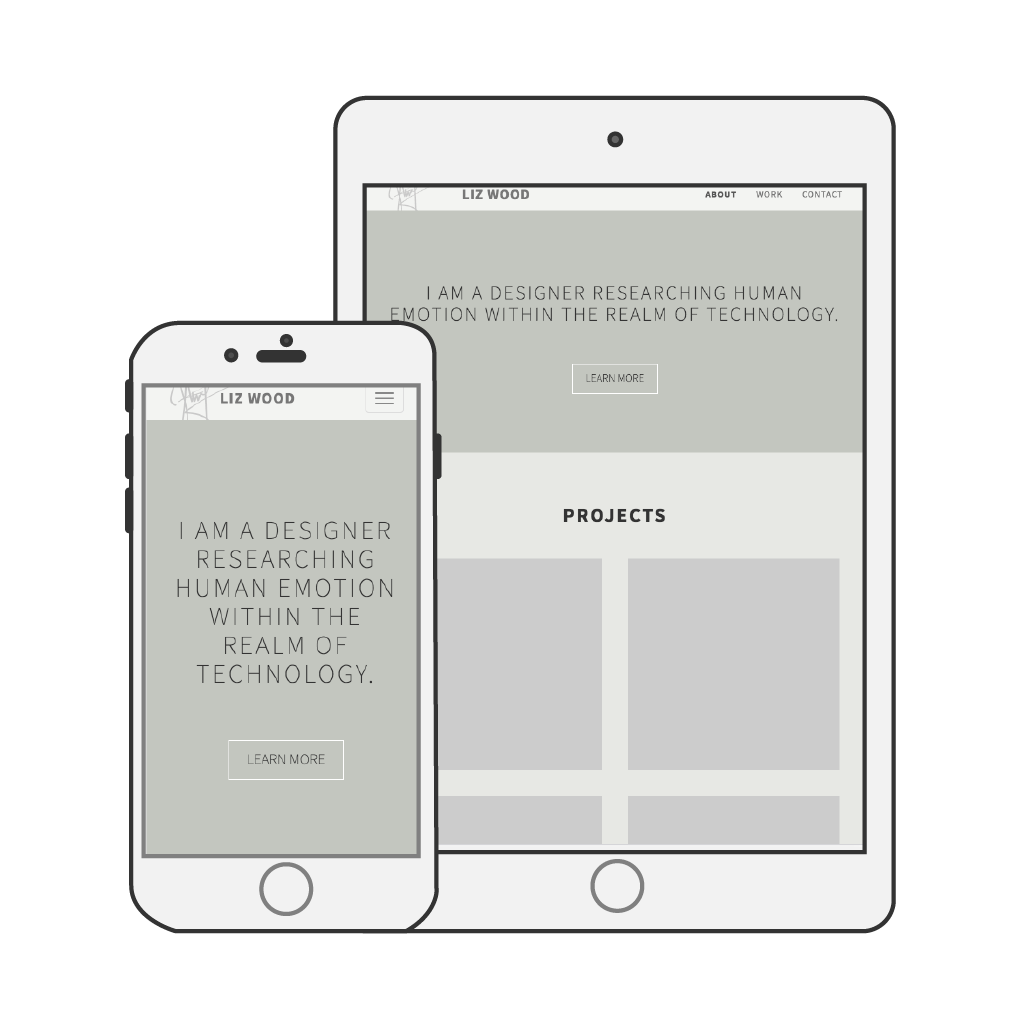 LIZ WOOD
ABOUT WORK CONTACT
I AM A DESIGNER RESEARCHING HUMAN
EMOTION WITHIN THE REALM OF TECHNOLOGY.
LEARN MORE
PROJECTS
LIZ WOOD
I AM A DESIGNER
RESEARCHING
HUMAN EMOTION
WITHIN THE
REALM OF
TECHNOLOGY.
LEARN MORE